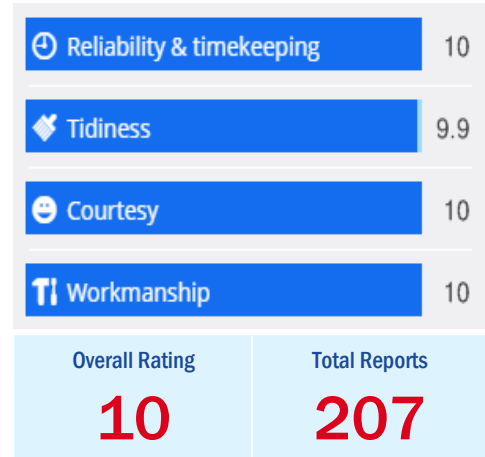 Reliability & timekeeping 10
Tidiness 9.9
Courtesy 10
Workmanship 10
Overall Rating Total Reports
10 207